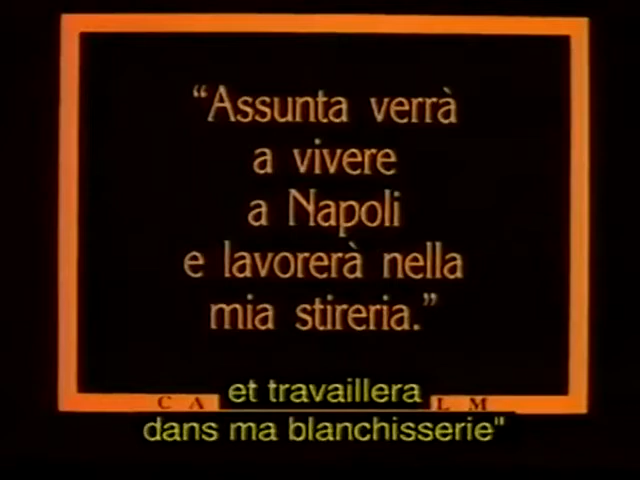 “Assunta verrà
a vivere
a Napoli
e lavorerà nella
mia stireria.”
et travaillera
C A L M
dans ma blanchisserie"